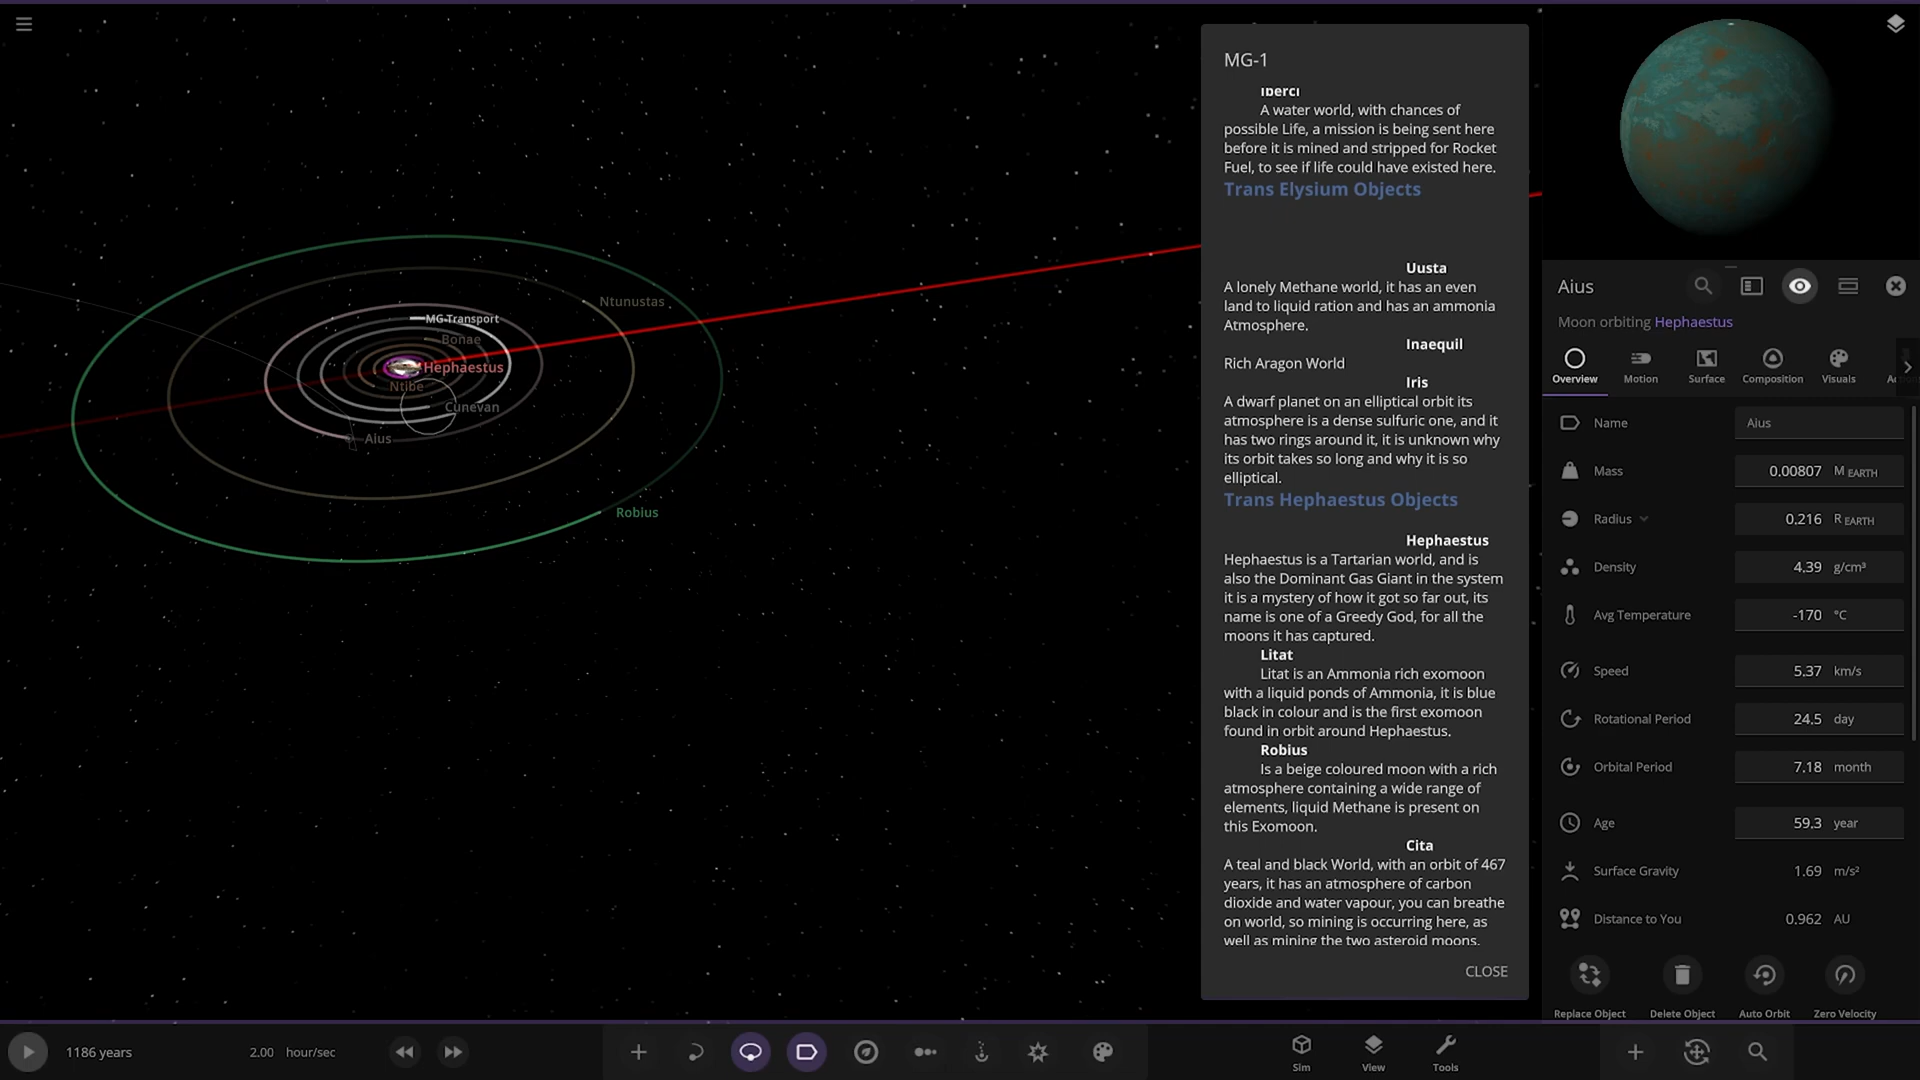 MG-1
Iberci
A water world, with chances of
possible Life, a mission is being sent here
before it is mined and stripped for Rocket
Fuel, to see if life could have existed here.
Trans Elysium Objects
Uusta
A lonely Methane world, it has an even
land to liquid ration and has an ammonia
Atmosphere.
Inaequil
Rich Aragon World
Iris
A dwarf planet on an elliptical orbit its
atmosphere is a dense sulfuric one, and it
has two rings around it, it is unknown why
its orbit takes so long and why it is so
elliptical.
Trans Hephaestus Objects
Hephaestus
Hephaestus is a Tartarian world, and is
also the Dominant Gas Giant in the system
it is a mystery of how it got so far out, its
name is one of a Greedy God, for all the
moons it has captured.
Litat
Litat is an Ammonia rich exomoon
with a liquid ponds of Ammonia, it is blue
black in colour and is the first exomoon
found in orbit around Hephaestus.
Robius
Is a beige coloured moon with a rich
atmosphere containing a wide range of
elements, liquid Methane is present on
this Exomoon.
Cita
A teal and black World, with an orbit of 467
years, it has an atmosphere of carbon
dioxide and water vapour, you can breathe
on world, so mining is occurring here, as
well as mining the two asteroid moons.
CLOSE
Ntunustas
MG-Transport
Bonae
Hephaestus
Ntibe
Cunevan
Aius
Robius
Aius
Moon orbiting Hephaestus
Overview Motion Surface Composition Visuals
Name Aius
Mass 0.00807 M EARTH
Radius 0.216 R EARTH
Density 4.39 g/cm³
Avg Temperature -170 °C
Speed 5.37 km/s
Rotational Period 24.5 day
Orbital Period 7.18 month
Age 59.3 year
Surface Gravity 1.69 m/s²
Distance to You 0.962 AU
Replace Object Delete Object Auto Orbit Zero Velocity
1186 years 2.00 hour/sec
Sim View Tools